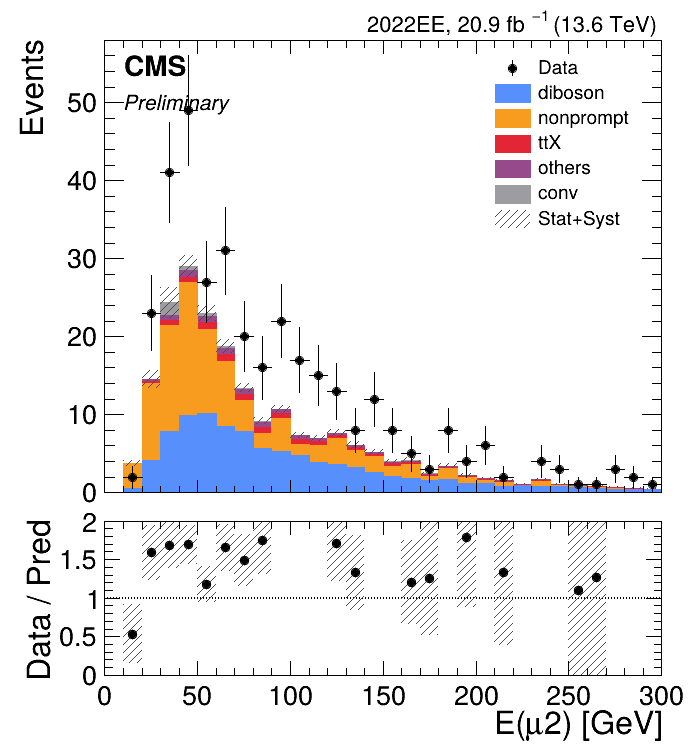 2022EE, 20.9 fb⁻¹ (13.6 TeV)
Events
CMS
Preliminary
Data
diboson
nonprompt
ttX
others
conv
Stat+Syst
50
40
30
20
10
0
Data / Pred
2
1.5
1
0.5
0
0 50 100 150 200 250 300
E(μ2) [GeV]